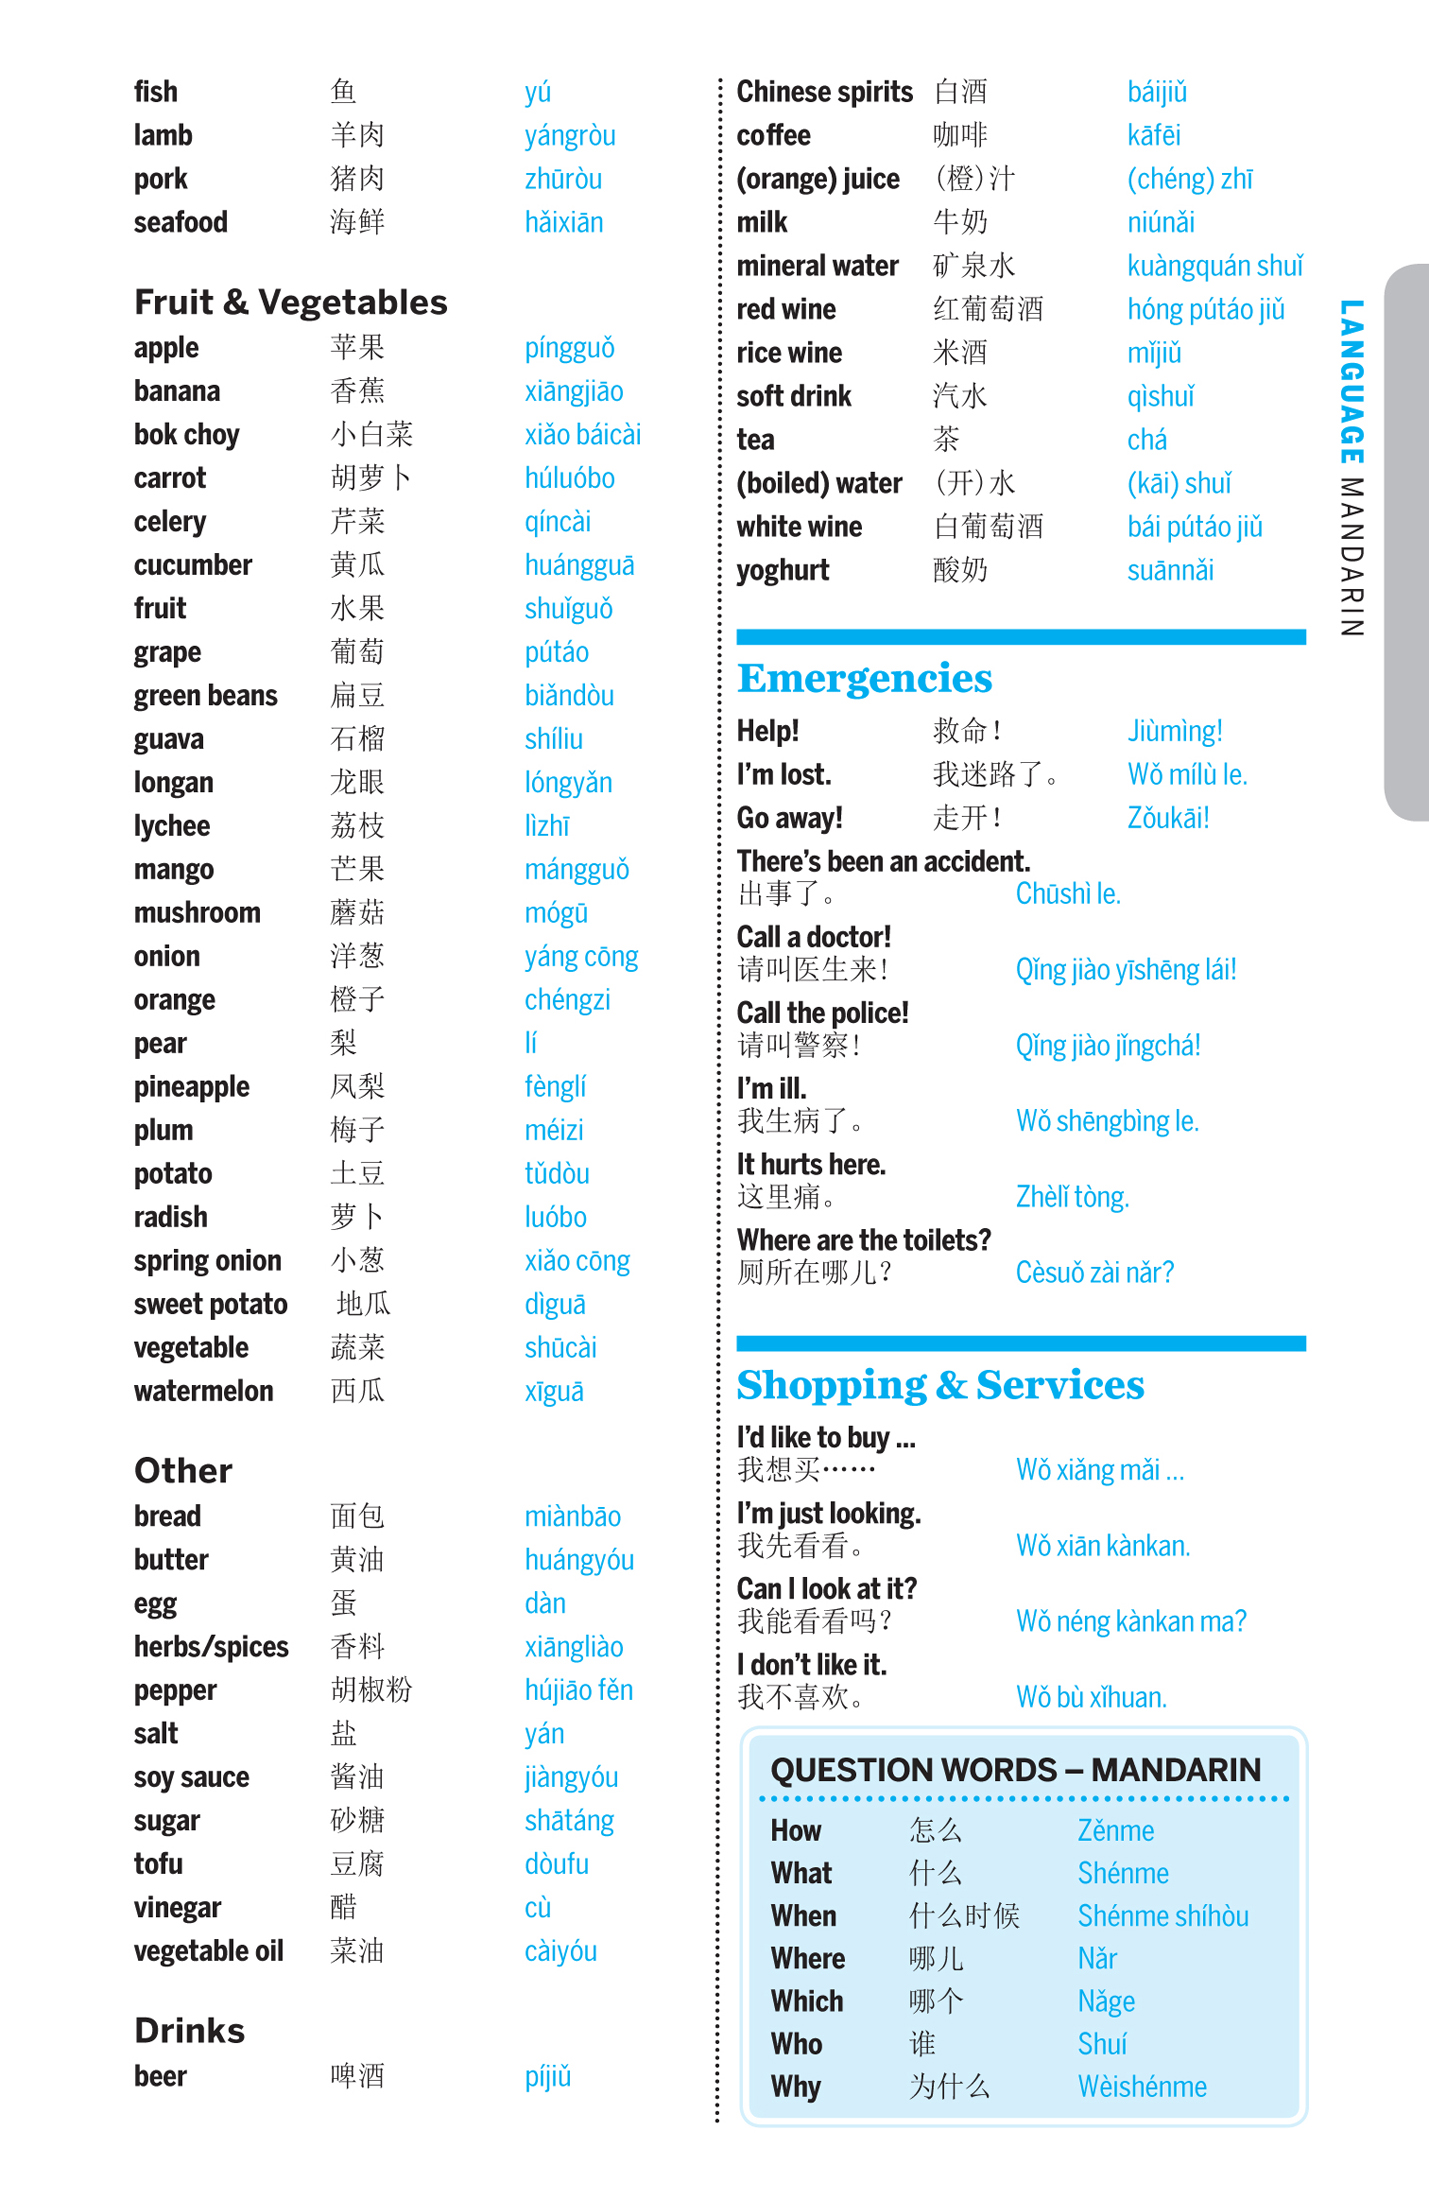 fish 鱼 yú
lamb 羊肉 yángròu
pork 猪肉 zhūròu
seafood 海鲜 hǎixiān
Fruit & Vegetables
apple 苹果 píngguǒ
banana 香蕉 xiāngjiāo
bok choy 小白菜 xiǎo báicài
carrot 胡萝卜 húluóbo
celery 芹菜 qíncài
cucumber 黄瓜 huángguā
fruit 水果 shuǐguǒ
grape 葡萄 pútáo
green beans 扁豆 biǎndòu
guava 石榴 shíliu
longan 龙眼 lóngyǎn
lychee 荔枝 lìzhī
mango 芒果 mángguǒ
mushroom 蘑菇 mógū
onion 洋葱 yáng cōng
orange 橙子 chéngzi
pear 梨 lí
pineapple 凤梨 fènglí
plum 梅子 méizi
potato 土豆 tǔdòu
radish 萝卜 luóbo
spring onion 小葱 xiǎo cōng
sweet potato 地瓜 dìguā
vegetable 蔬菜 shūcài
watermelon 西瓜 xīguā
Other
bread 面包 miànbāo
butter 黄油 huángyóu
egg 蛋 dàn
herbs/spices 香料 xiāngliào
pepper 胡椒粉 hújiāo fěn
salt 盐 yán
soy sauce 酱油 jiàngyóu
sugar 砂糖 shātáng
tofu 豆腐 dòufu
vinegar 醋 cù
vegetable oil 菜油 càiyóu
Drinks
beer 啤酒 píjiǔ
Chinese spirits 白酒 báijiǔ
coffee 咖啡 kāfēi
(orange) juice （橙）汁 (chéng) zhī
milk 牛奶 niúnǎi
mineral water 矿泉水 kuàngquán shuǐ
red wine 红葡萄酒 hóng pútáo jiǔ
rice wine 米酒 mǐjiǔ
soft drink 汽水 qìshuǐ
tea 茶 chá
(boiled) water （开）水 (kāi) shuǐ
white wine 白葡萄酒 bái pútáo jiǔ
yoghurt 酸奶 suānnǎi
Emergencies
Help! 救命！ Jiùmìng!
I’m lost. 我迷路了。 Wǒ mílù le.
Go away! 走开！ Zǒukāi!
There’s been an accident.
出事了。 Chūshì le.
Call a doctor!
请叫医生来！ Qǐng jiào yīshēng lái!
Call the police!
请叫警察！ Qǐng jiào jǐngchá!
I’m ill.
我生病了。 Wǒ shēngbìng le.
It hurts here.
这里痛。 Zhèlǐ tòng.
Where are the toilets?
厕所在哪儿？ Cèsuǒ zài nǎr?
Shopping & Services
I’d like to buy ...
我想买…… Wǒ xiǎng mǎi ...
I’m just looking.
我先看看。 Wǒ xiān kànkan.
Can I look at it?
我能看看吗？ Wǒ néng kànkan ma?
I don’t like it.
我不喜欢。 Wǒ bù xǐhuan.
QUESTION WORDS – MANDARIN
How 怎么 Zěnme
What 什么 Shénme
When 什么时候 Shénme shíhòu
Where 哪儿 Nǎr
Which 哪个 Nǎge
Who 谁 Shuí
Why 为什么 Wèishénme
LANGUAGE MANDARIN